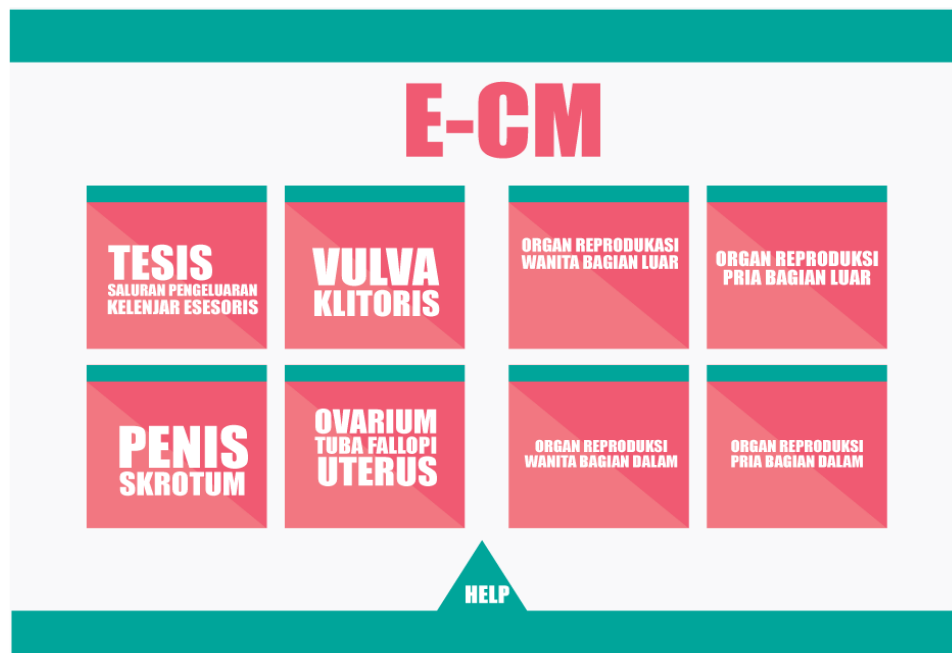 E-CM
TESIS
SALURAN PENGELUARAN
KELENJAR ESESORIS
VULVA
KLITORIS
ORGAN REPRODUKASI
WANITA BAGIAN LUAR
ORGAN REPRODUKSI
PRIA BAGIAN LUAR
PENIS
SKROTUM
OVARIUM
TUBA FALLOPI
UTERUS
ORGAN REPRODUKSI
WANITA BAGIAN DALAM
ORGAN REPRODUKSI
PRIA BAGIAN DALAM
HELP